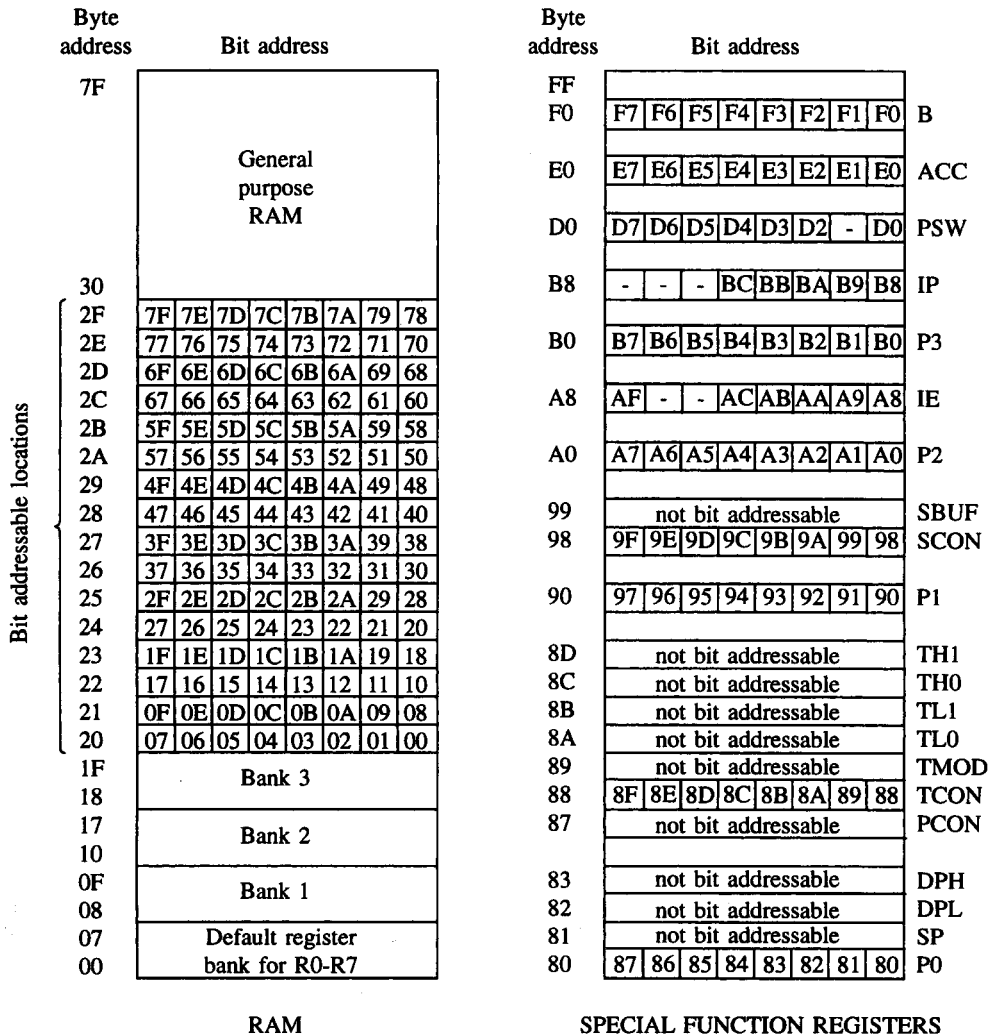 Byte address Bit address
7F
General purpose RAM
30
2F 7F 7E 7D 7C 7B 7A 79 78
2E 77 76 75 74 73 72 71 70
2D 6F 6E 6D 6C 6B 6A 69 68
2C 67 66 65 64 63 62 61 60
2B 5F 5E 5D 5C 5B 5A 59 58
2A 57 56 55 54 53 52 51 50
29 4F 4E 4D 4C 4B 4A 49 48
28 47 46 45 44 43 42 41 40
27 3F 3E 3D 3C 3B 3A 39 38
26 37 36 35 34 33 32 31 30
25 2F 2E 2D 2C 2B 2A 29 28
24 27 26 25 24 23 22 21 20
23 1F 1E 1D 1C 1B 1A 19 18
22 17 16 15 14 13 12 11 10
21 0F 0E 0D 0C 0B 0A 09 08
20 07 06 05 04 03 02 01 00
Bit addressable locations
1F
Bank 3
18
17
Bank 2
10
0F
Bank 1
08
07 Default register
00 bank for R0-R7
RAM
Byte address Bit address
FF
F0 F7 F6 F5 F4 F3 F2 F1 F0 B
E0 E7 E6 E5 E4 E3 E2 E1 E0 ACC
D0 D7 D6 D5 D4 D3 D2 - D0 PSW
B8 - - - BC BB BA B9 B8 IP
B0 B7 B6 B5 B4 B3 B2 B1 B0 P3
A8 AF - - AC AB AA A9 A8 IE
A0 A7 A6 A5 A4 A3 A2 A1 A0 P2
99 not bit addressable SBUF
98 9F 9E 9D 9C 9B 9A 99 98 SCON
90 97 96 95 94 93 92 91 90 P1
8D not bit addressable TH1
8C not bit addressable TH0
8B not bit addressable TL1
8A not bit addressable TL0
89 not bit addressable TMOD
88 8F 8E 8D 8C 8B 8A 89 88 TCON
87 not bit addressable PCON
83 not bit addressable DPH
82 not bit addressable DPL
81 not bit addressable SP
80 87 86 85 84 83 82 81 80 P0
SPECIAL FUNCTION REGISTERS